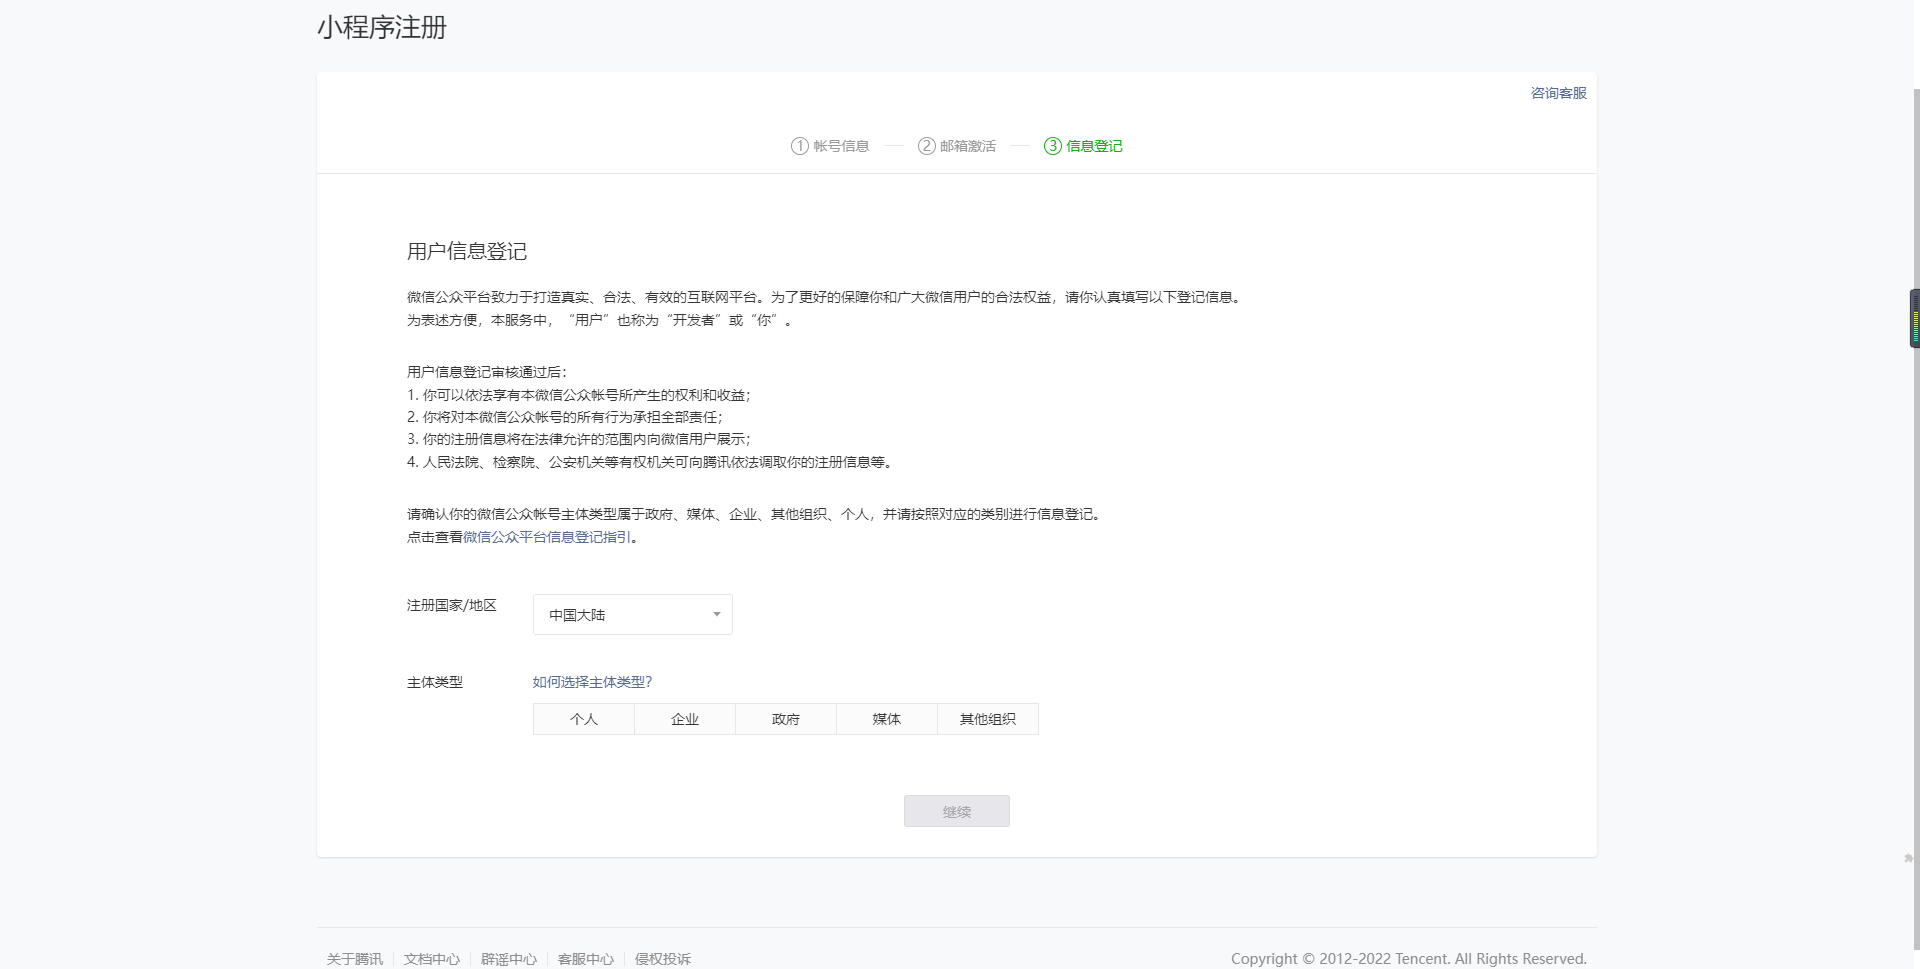 小程序注册
咨询客服
1 帐号信息
2 邮箱激活
3 信息登记
用户信息登记
微信公众平台致力于打造真实、合法、有效的互联网平台。为了更好的保障你和广大微信用户的合法权益，请你认真填写以下登记信息。
为表述方便，本服务中，“用户”也称为“开发者”或“你”。
用户信息登记审核通过后：
1. 你可以依法享有本微信公众帐号所产生的权利和收益；
2. 你将对本微信公众帐号的所有行为承担全部责任；
3. 你的注册信息将在法律允许的范围内向微信用户展示；
4. 人民法院、检察院、公安机关等有权机关可向腾讯依法调取你的注册信息等。
请确认你的微信公众帐号主体类型属于政府、媒体、企业、其他组织、个人，并请按照对应的类别进行信息登记。
点击查看微信公众平台信息登记指引。
注册国家/地区
中国大陆
主体类型
如何选择主体类型?
个人
企业
政府
媒体
其他组织
继续
关于腾讯
文档中心
辟谣中心
客服中心
侵权投诉
Copyright © 2012-2022 Tencent. All Rights Reserved.